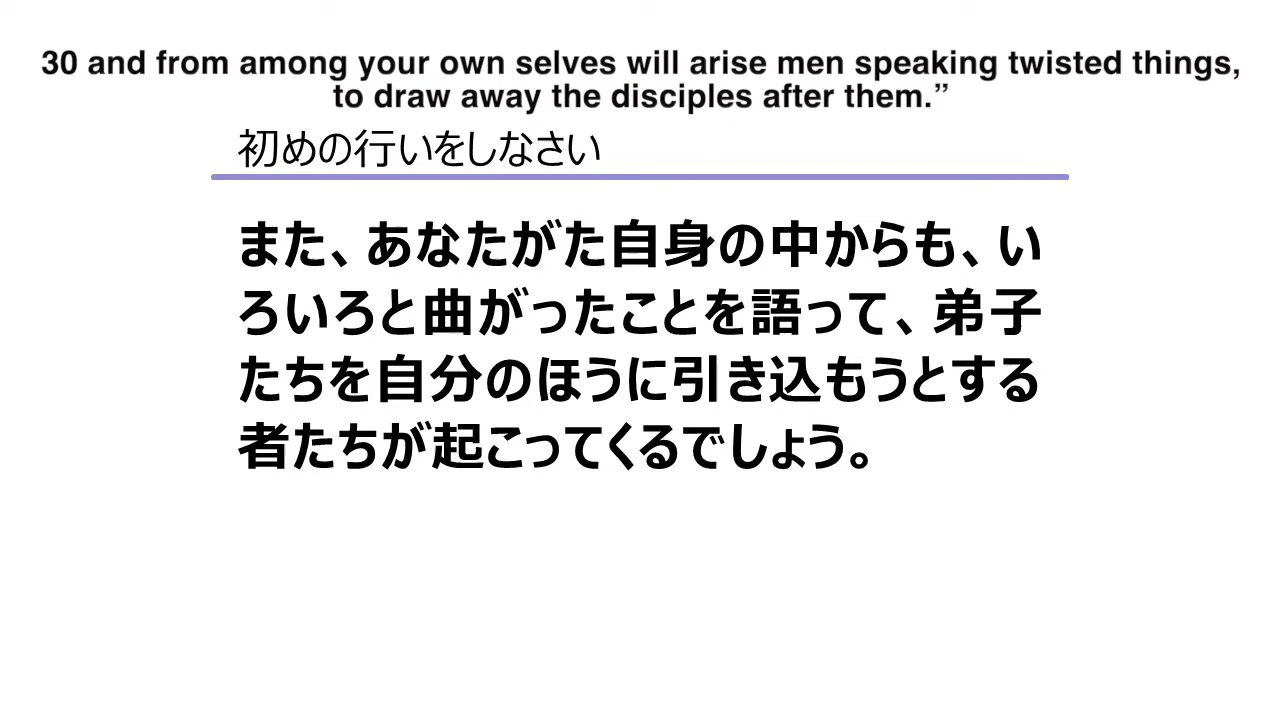 30 and from among your own selves will arise men speaking twisted things,
to draw away the disciples after them.”
初めの行いをしなさい
また、あなたがた自身の中からも、い
ろいろと曲がったことを語って、弟子
たちを自分のほうに引き込もうとする
者たちが起こってくるでしょう。